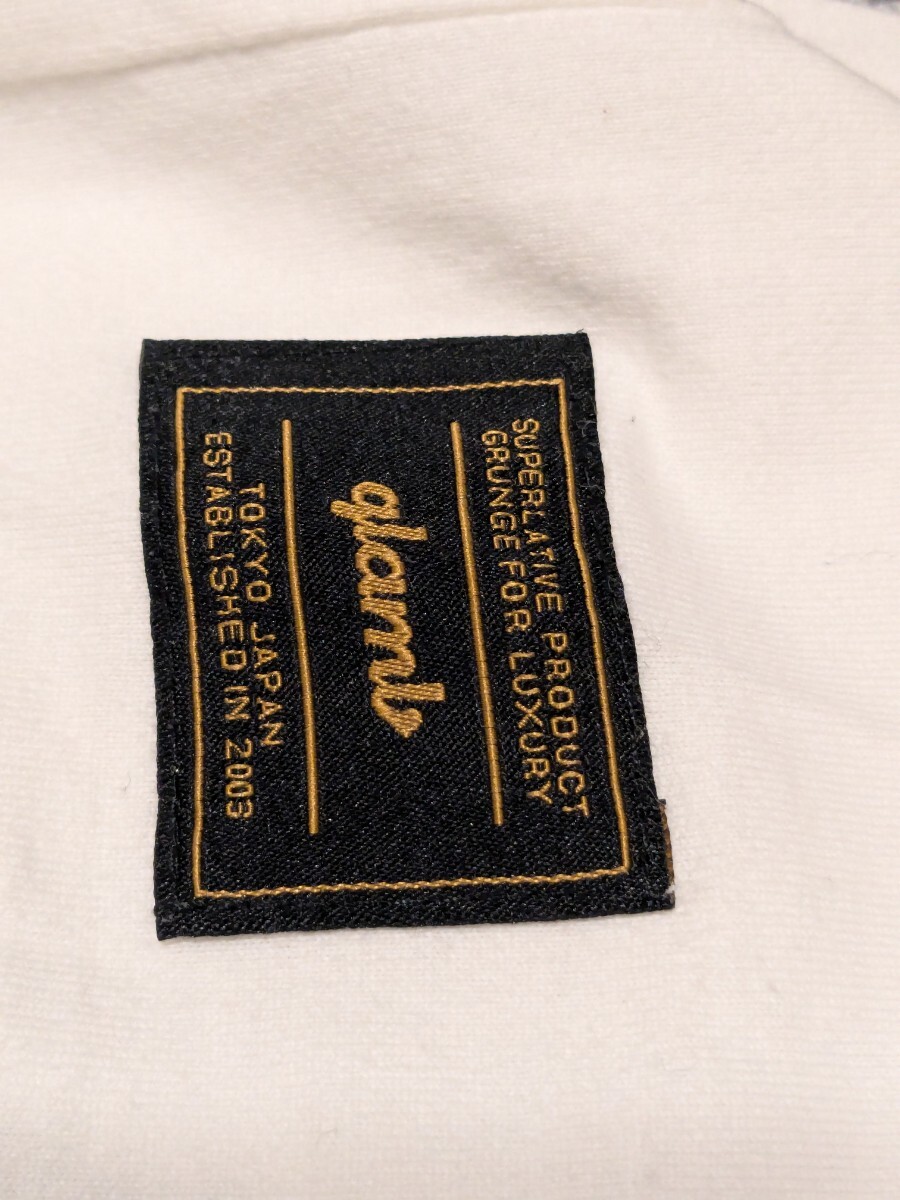 SUPERLATIVE PRODUCT
GRUNGE FOR LUXURY
glamb
TOKYO JAPAN
ESTABLISHED IN 2003